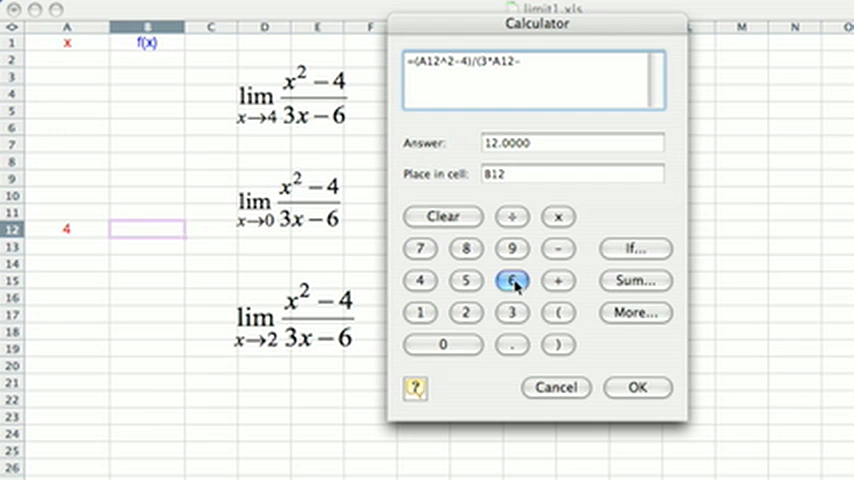 limit1.xls
Calculator
A B C D E F L M N O
1 x f(x)
2
3
4
5
6
7
8
9
10
11
12 4
13
14
15
16
17
18
19
20
21
22
23
24
25
26
lim x→4 x² − 4 / 3x − 6
lim x→0 x² − 4 / 3x − 6
lim x→2 x² − 4 / 3x − 6
=(A12^2-4)/(3*A12-
Answer: 12.0000
Place in cell: B12
Clear ÷ ×
7 8 9 - If...
4 5 6 + Sum...
1 2 3 ( More...
0 . )
? Cancel OK